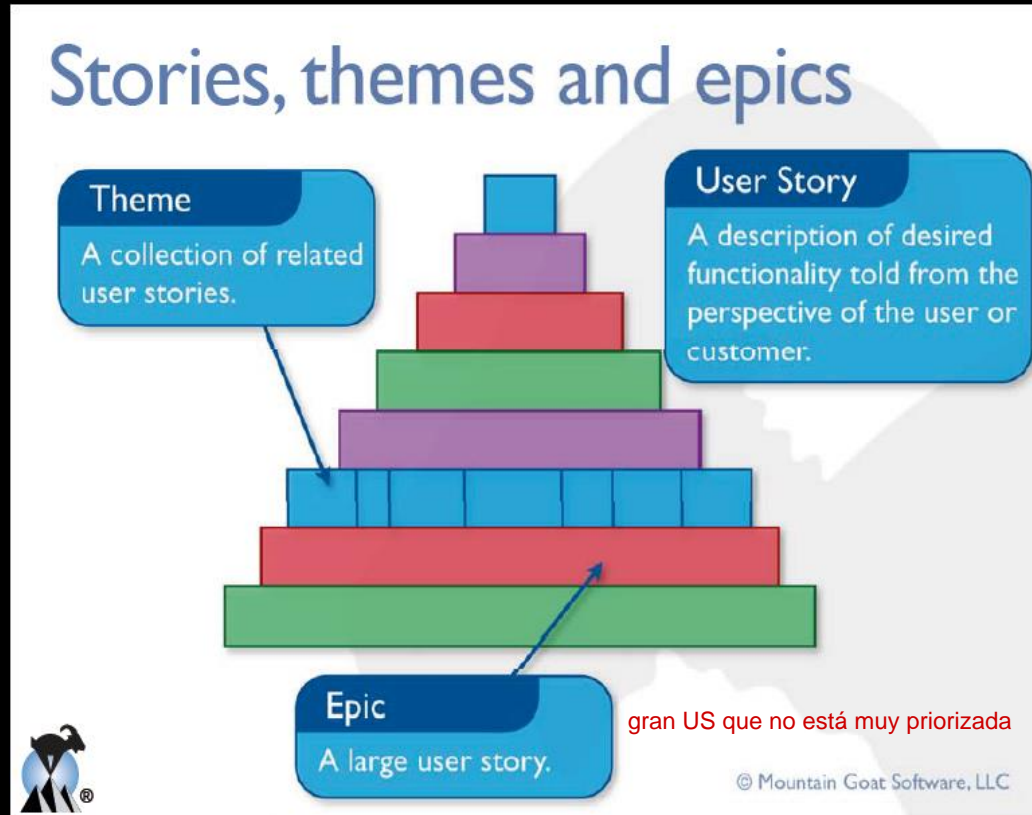 Stories, themes and epics
Theme
A collection of related
user stories.
User Story
A description of desired
functionality told from the
perspective of the user or
customer.
Epic
A large user story.
gran US que no está muy priorizada
®
© Mountain Goat Software, LLC